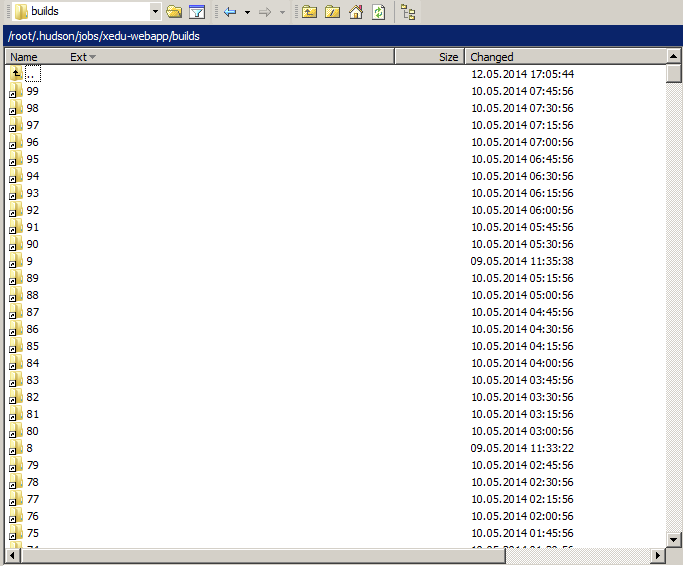 builds
/root/.hudson/jobs/xedu-webapp/builds
Name Ext Size Changed
.. 12.05.2014 17:05:44
99 10.05.2014 07:45:56
98 10.05.2014 07:30:56
97 10.05.2014 07:15:56
96 10.05.2014 07:00:56
95 10.05.2014 06:45:56
94 10.05.2014 06:30:56
93 10.05.2014 06:15:56
92 10.05.2014 06:00:56
91 10.05.2014 05:45:56
90 10.05.2014 05:30:56
9 09.05.2014 11:35:38
89 10.05.2014 05:15:56
88 10.05.2014 05:00:56
87 10.05.2014 04:45:56
86 10.05.2014 04:30:56
85 10.05.2014 04:15:56
84 10.05.2014 04:00:56
83 10.05.2014 03:45:56
82 10.05.2014 03:30:56
81 10.05.2014 03:15:56
80 10.05.2014 03:00:56
8 09.05.2014 11:33:22
79 10.05.2014 02:45:56
78 10.05.2014 02:30:56
77 10.05.2014 02:15:56
76 10.05.2014 02:00:56
75 10.05.2014 01:45:56